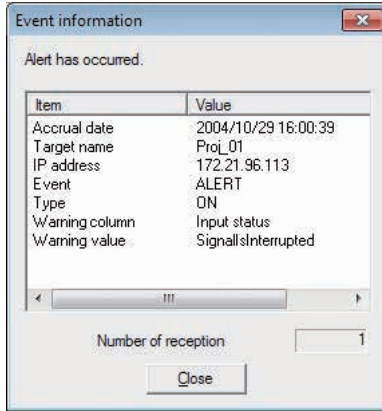 Event information
Alert has occurred.
Item Value
Accrual date 2004/10/29 16:00:39
Target name Proj_01
IP address 172.21.96.113
Event ALERT
Type ON
Warning column Input status
Warning value SignalIsInterrupted
Number of reception 1
Close